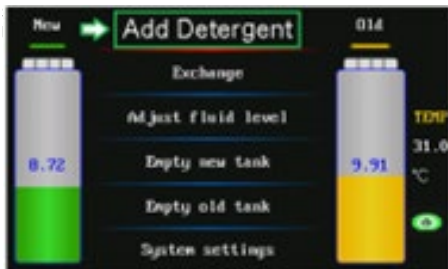 New
Add Detergent
Old
Exchange
Adjust fluid level
TEMP
31.0
8.72
Empty new tank
9.91
℃
Empty old tank
System settings